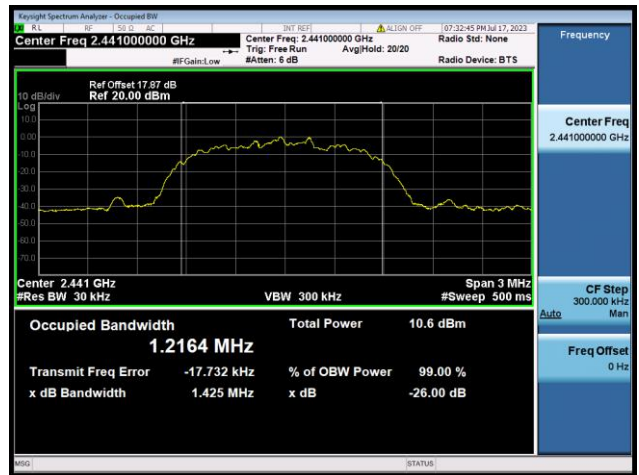 Keysight Spectrum Analyzer - Occupied BW
RL RF 50 Ω AC INT REF ALIGN OFF 07:32:45 PM Jul 17, 2023
Center Freq 2.441000000 GHz
Center Freq: 2.441000000 GHz
Radio Std: None
Trig: Free Run Avg|Hold: 20/20
#IFGain:Low #Atten: 6 dB Radio Device: BTS
Frequency
Ref Offset 17.87 dB
10 dB/div Ref 20.00 dBm
Log
10.0
0.00
-10.0
-20.0
-30.0
-40.0
-50.0
-60.0
-70.0
Center 2.441 GHz Span 3 MHz
#Res BW 30 kHz VBW 300 kHz #Sweep 500 ms
Occupied Bandwidth Total Power 10.6 dBm
1.2164 MHz
Transmit Freq Error -17.732 kHz % of OBW Power 99.00 %
x dB Bandwidth 1.425 MHz x dB -26.00 dB
Center Freq
2.441000000 GHz
CF Step
300.000 kHz
Auto Man
Freq Offset
0 Hz
MSG STATUS